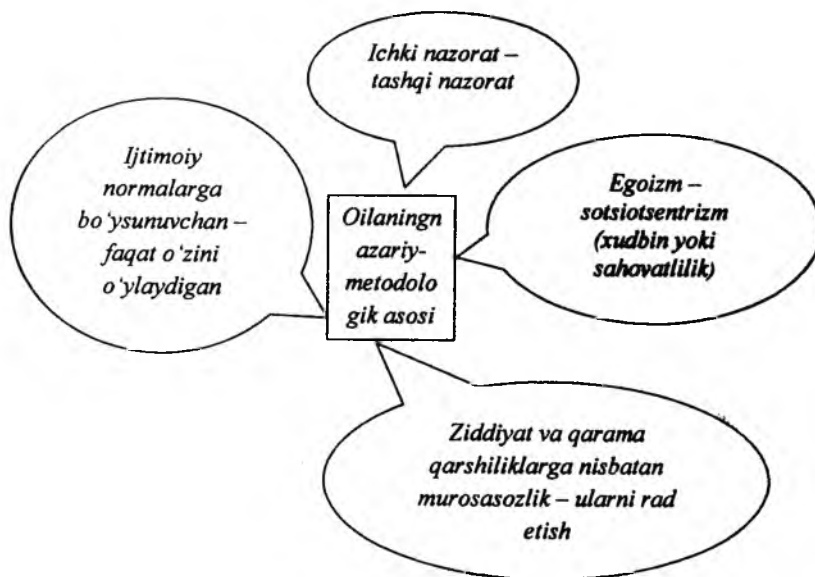 Ichki nazorat –
tashqi nazorat
Ijtimoiy
normalarga
bo‘ysunuvchan –
faqat o‘zini
o‘ylaydigan
Oilaningn
azariy-
metodolo
gik asosi
Egoizm –
sotsiotsentrizm
(xudbin yoki
sahovatlilik)
Ziddiyat va qarama
qarshiliklarga nisbatan
murosasozlik – ularni rad
etish